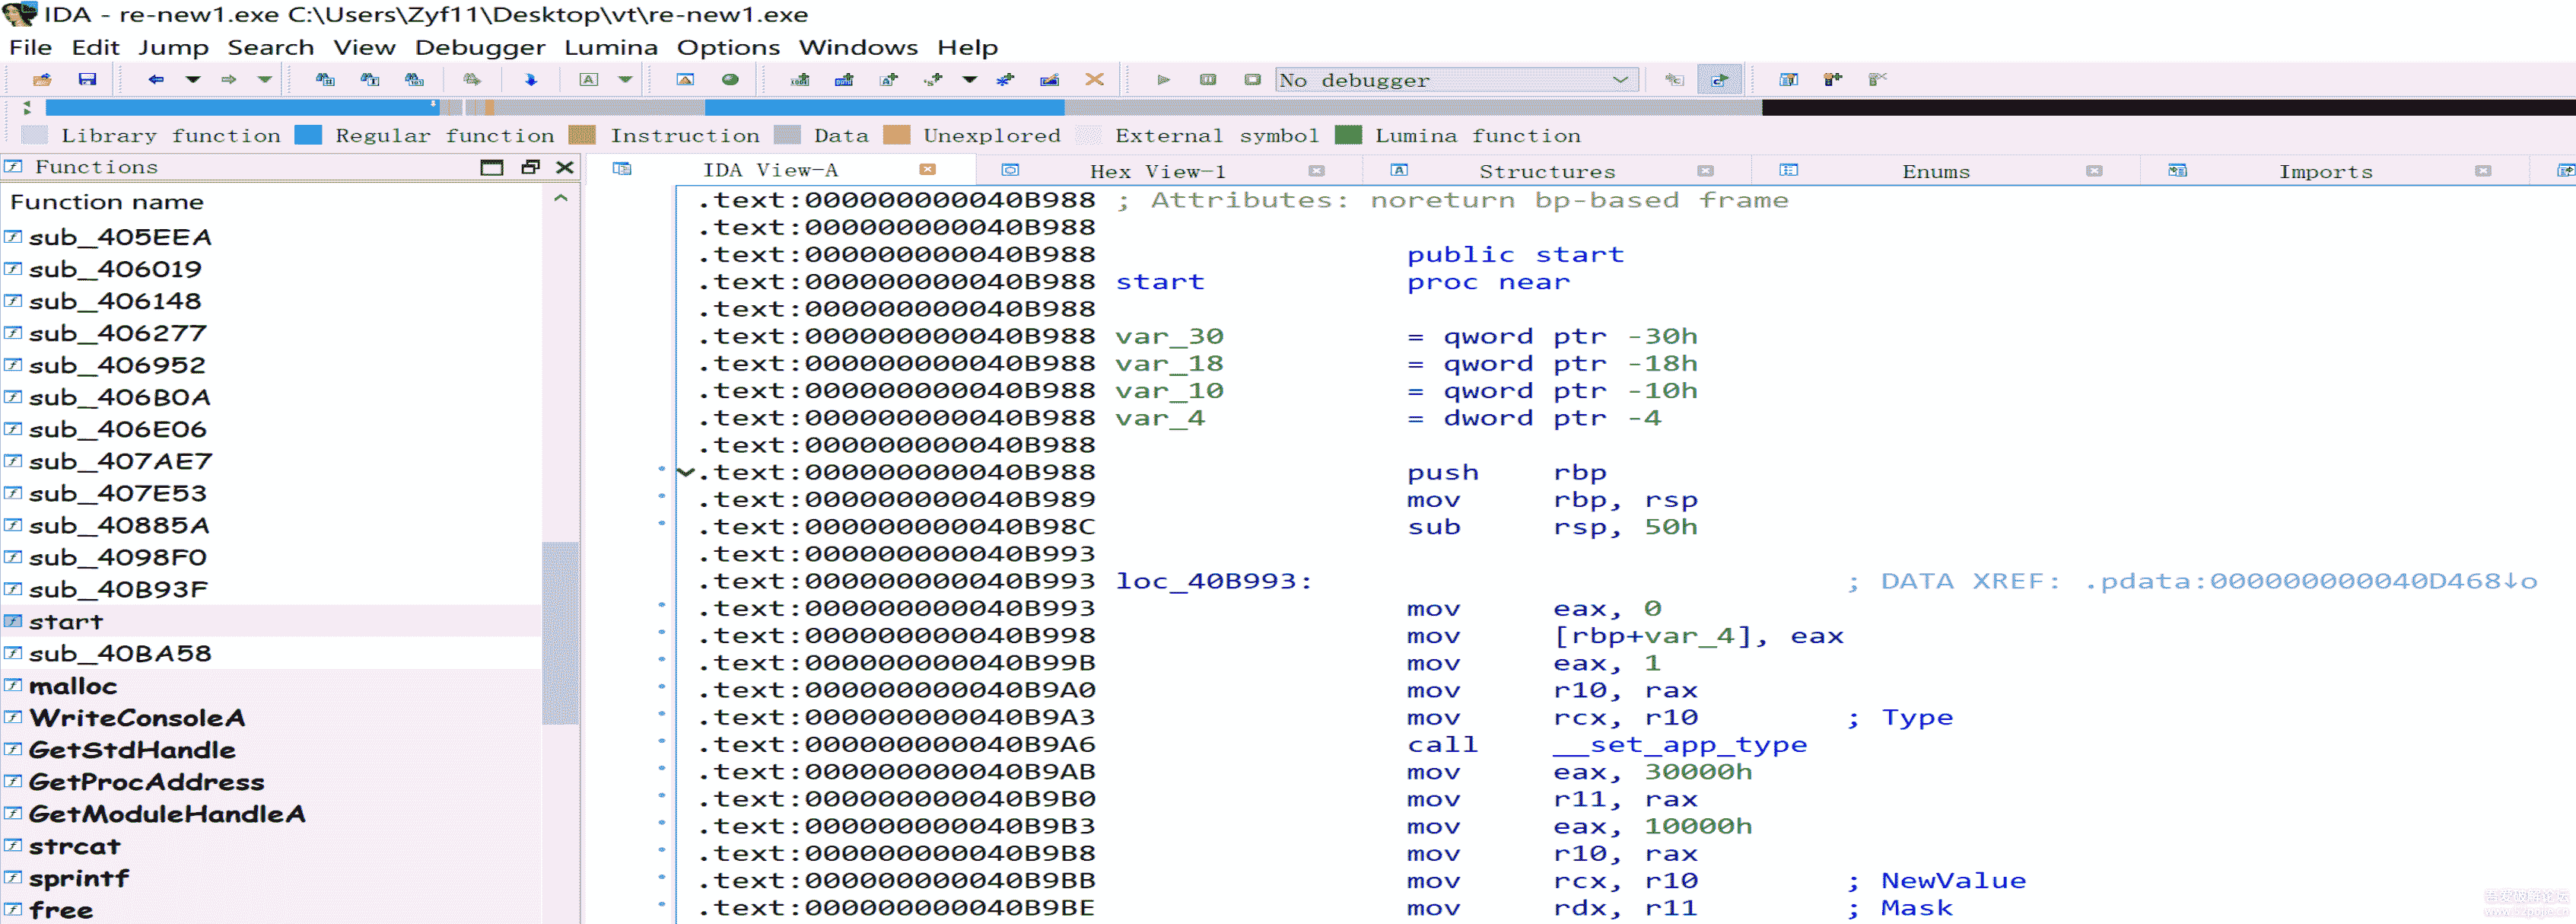 IDA - re-new1.exe C:\Users\Zyf11\Desktop\vt\re-new1.exe
File Edit Jump Search View Debugger Lumina Options Windows Help
No debugger
Library function Regular function Instruction Data Unexplored External symbol Lumina function
Functions
IDA View-A Hex View-1 Structures Enums Imports
Function name
sub_405EEA
sub_406019
sub_406148
sub_406277
sub_406952
sub_406B0A
sub_406E06
sub_407AE7
sub_407E53
sub_40885A
sub_4098F0
sub_40B93F
start
sub_40BA58
malloc
WriteConsoleA
GetStdHandle
GetProcAddress
GetModuleHandleA
strcat
sprintf
free
.text:000000000040B988 ; Attributes: noreturn bp-based frame
.text:000000000040B988
.text:000000000040B988 public start
.text:000000000040B988 start proc near
.text:000000000040B988
.text:000000000040B988 var_30 = qword ptr -30h
.text:000000000040B988 var_18 = qword ptr -18h
.text:000000000040B988 var_10 = qword ptr -10h
.text:000000000040B988 var_4 = dword ptr -4
.text:000000000040B988
.text:000000000040B988 push rbp
.text:000000000040B989 mov rbp, rsp
.text:000000000040B98C sub rsp, 50h
.text:000000000040B993
.text:000000000040B993 loc_40B993: ; DATA XREF: .pdata:000000000040D468↓o
.text:000000000040B993 mov eax, 0
.text:000000000040B998 mov [rbp+var_4], eax
.text:000000000040B99B mov eax, 1
.text:000000000040B9A0 mov r10, rax
.text:000000000040B9A3 mov rcx, r10 ; Type
.text:000000000040B9A6 call __set_app_type
.text:000000000040B9AB mov eax, 30000h
.text:000000000040B9B0 mov r11, rax
.text:000000000040B9B3 mov eax, 10000h
.text:000000000040B9B8 mov r10, rax
.text:000000000040B9BB mov rcx, r10 ; NewValue
.text:000000000040B9BE mov rdx, r11 ; Mask